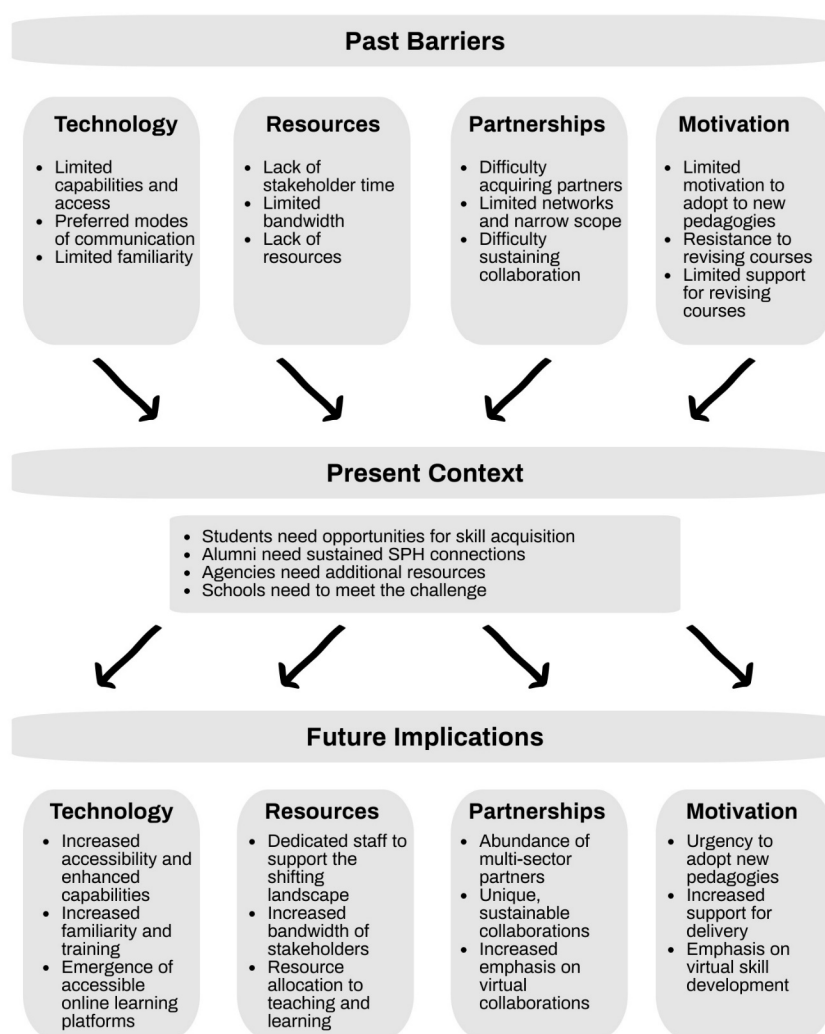 Past Barriers
Technology
• Limited
capabilities and
access
• Preferred modes
of communication
• Limited familiarity
Resources
• Lack of
stakeholder time
• Limited
bandwidth
• Lack of
resources
Partnerships
• Difficulty
acquiring partners
• Limited networks
and narrow scope
• Difficulty
sustaining
collaboration
Motivation
• Limited
motivation to
adopt to new
pedagogies
• Resistance to
revising courses
• Limited support
for revising
courses
Present Context
• Students need opportunities for skill acquisition
• Alumni need sustained SPH connections
• Agencies need additional resources
• Schools need to meet the challenge
Future Implications
Technology
• Increased
accessibility and
enhanced
capabilities
• Increased
familiarity and
training
• Emergence of
accessible
online learning
platforms
Resources
• Dedicated staff to
support the
shifting
landscape
• Increased
bandwidth of
stakeholders
• Resource
allocation to
teaching and
learning
Partnerships
• Abundance of
multi-sector
partners
• Unique,
sustainable
collaborations
• Increased
emphasis on
virtual
collaborations
Motivation
• Urgency to
adopt new
pedagogies
• Increased
support for
delivery
• Emphasis on
virtual skill
development